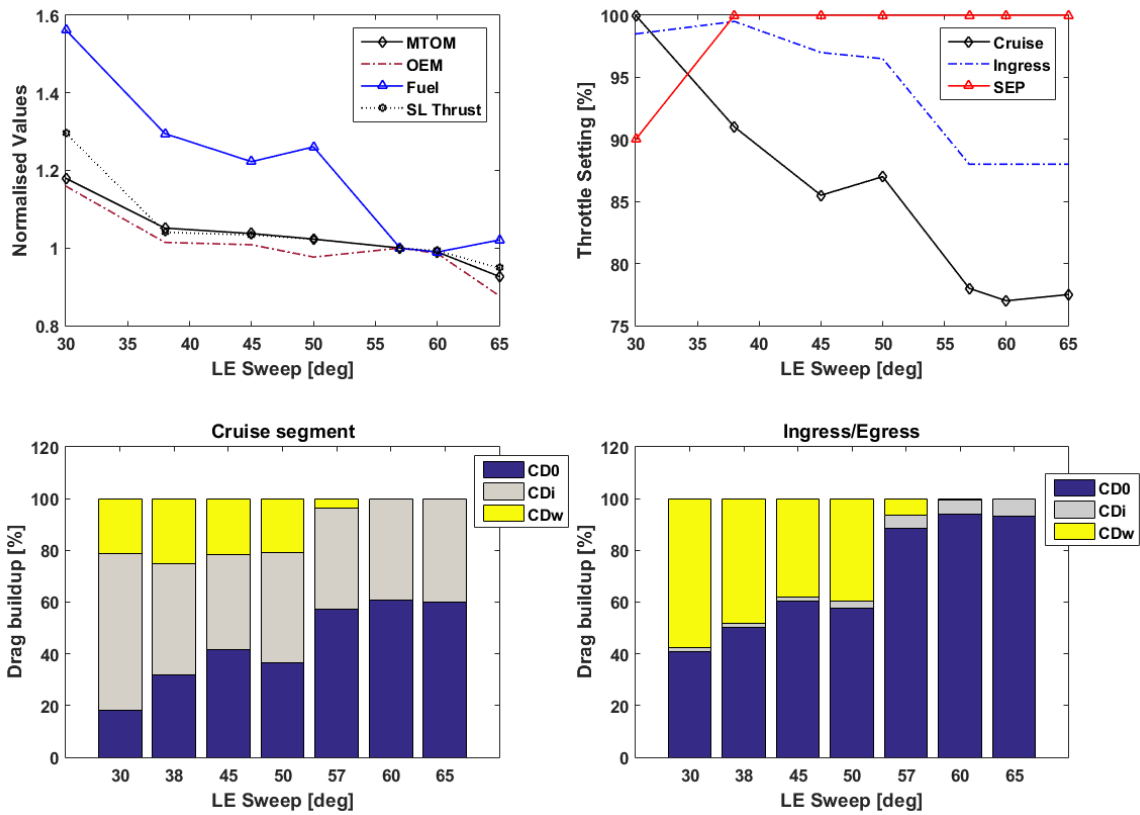 Normalised Values
1.6
1.4
1.2
1
0.8
30 35 40 45 50 55 60 65
LE Sweep [deg]
MTOM
OEM
Fuel
SL Thrust
Throttle Setting [%]
100
95
90
85
80
75
30 35 40 45 50 55 60 65
LE Sweep [deg]
Cruise
Ingress
SEP
Cruise segment
Drag buildup [%]
120
100
80
60
40
20
0
30 38 45 50 57 60 65
LE Sweep [deg]
CD0
CDi
CDw
Ingress/Egress
Drag buildup [%]
120
100
80
60
40
20
0
30 38 45 50 57 60 65
LE Sweep [deg]
CD0
CDi
CDw